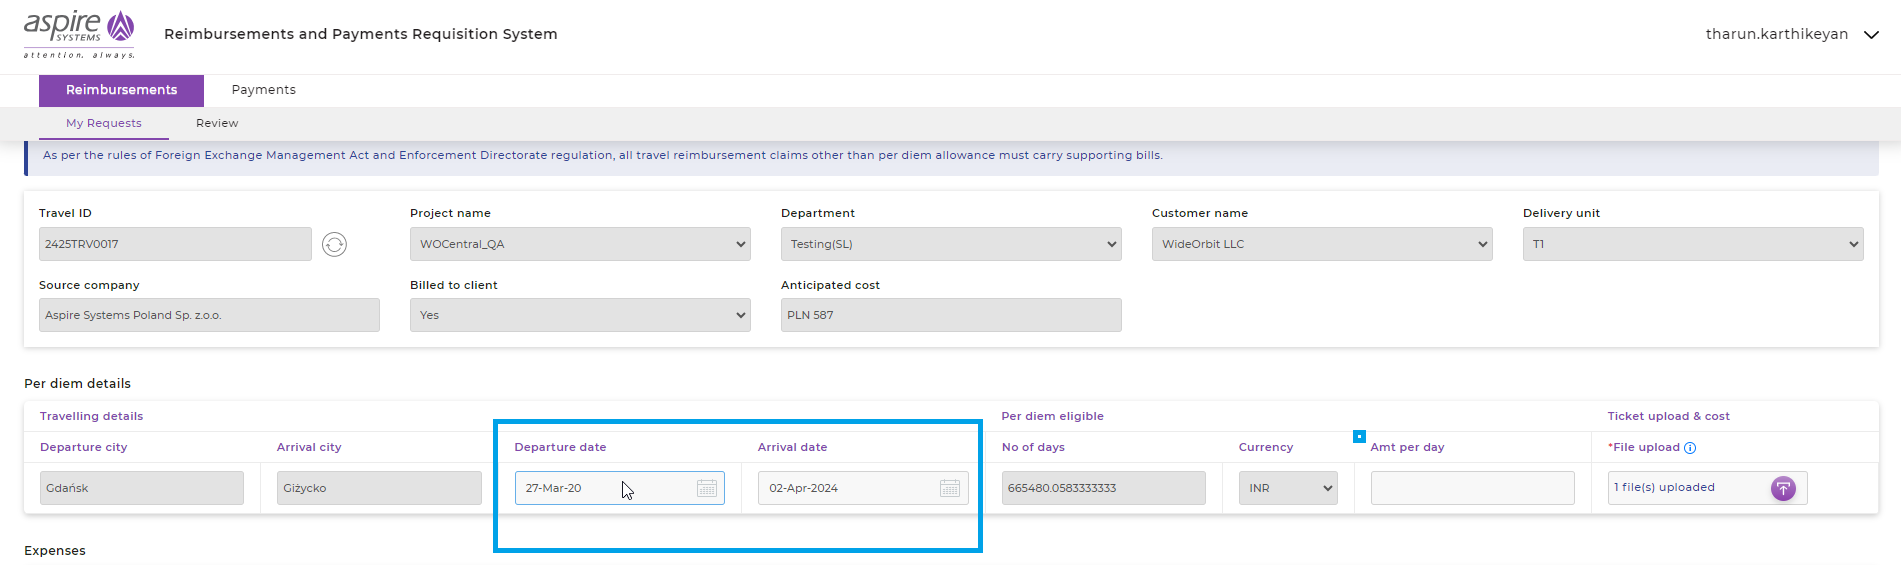 aspire
SYSTEMS
attention. always.
Reimbursements and Payments Requisition System
tharun.karthikeyan
Reimbursements Payments
My Requests Review
As per the rules of Foreign Exchange Management Act and Enforcement Directorate regulation, all travel reimbursement claims other than per diem allowance must carry supporting bills.
Travel ID Project name Department Customer name Delivery unit
2425TRV0017 WOCentral_QA Testing(SL) WideOrbit LLC T1
Source company Billed to client Anticipated cost
Aspire Systems Poland Sp. z.o.o. Yes PLN 587
Per diem details
Travelling details Per diem eligible Ticket upload & cost
Departure city Arrival city Departure date Arrival date No of days Currency Amt per day *File upload
Gdańsk Giżycko 27-Mar-20 02-Apr-2024 665480.0583333333 INR 1 file(s) uploaded
Expenses